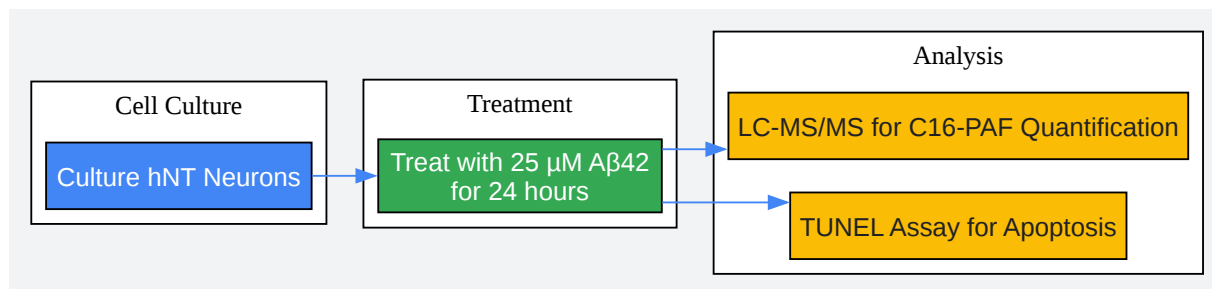 Cell Culture
Culture hNT Neurons
Treatment
Treat with 25 µM Aβ42
for 24 hours
Analysis
LC-MS/MS for C16-PAF Quantification
TUNEL Assay for Apoptosis